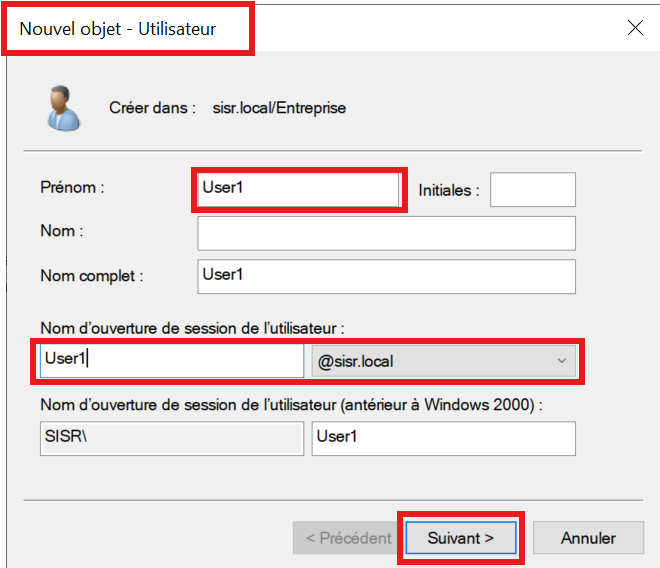 Nouvel objet - Utilisateur
Créer dans : sisr.local/Entreprise
Prénom : User1 Initiales :
Nom :
Nom complet : User1
Nom d'ouverture de session de l'utilisateur :
User1 @sisr.local
Nom d'ouverture de session de l'utilisateur (antérieur à Windows 2000) :
SISR\ User1
< Précédent Suivant > Annuler